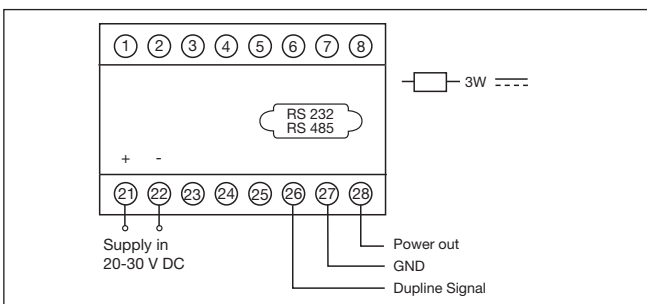 1 2 3 4 5 6 7 8
3W
RS 232
RS 485
+ -
21 22 23 24 25 26 27 28
Supply in
20-30 V DC
Power out
GND
Dupline Signal